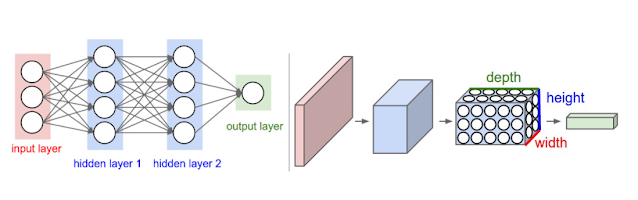 input layer
hidden layer 1
hidden layer 2
output layer
depth
height
width